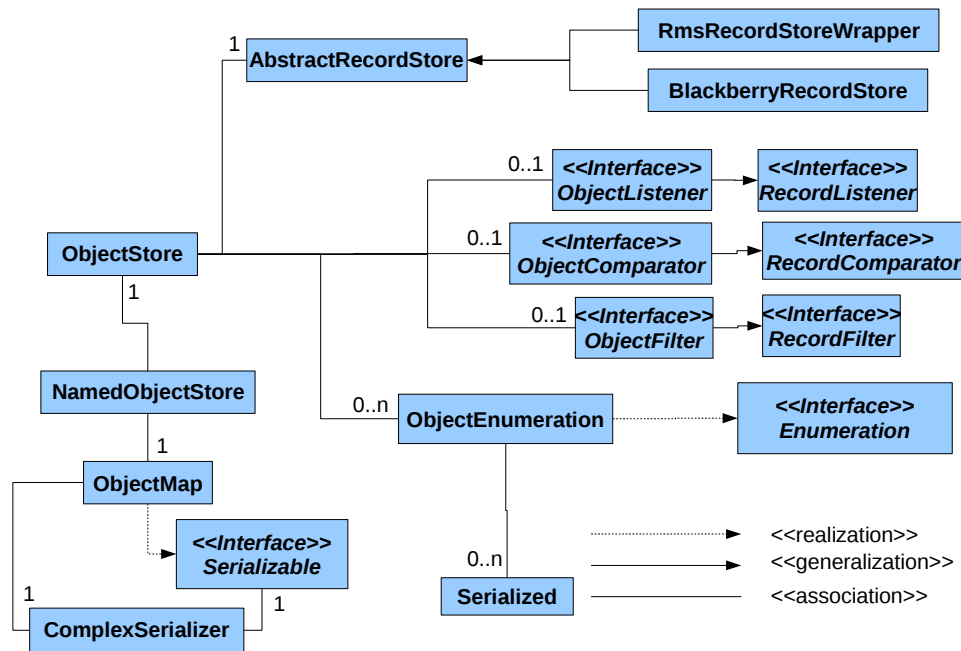 RmsRecordStoreWrapper
1
AbstractRecordStore
BlackberryRecordStore
0..1
<<Interface>>
ObjectListener
<<Interface>>
RecordListener
ObjectStore
0..1
<<Interface>>
ObjectComparator
<<Interface>>
RecordComparator
1
0..1
<<Interface>>
ObjectFilter
<<Interface>>
RecordFilter
NamedObjectStore
0..n
ObjectEnumeration
<<Interface>>
Enumeration
1
ObjectMap
<<Interface>>
Serializable
<<realization>>
<<generalization>>
<<association>>
0..n
Serialized
1
1
ComplexSerializer